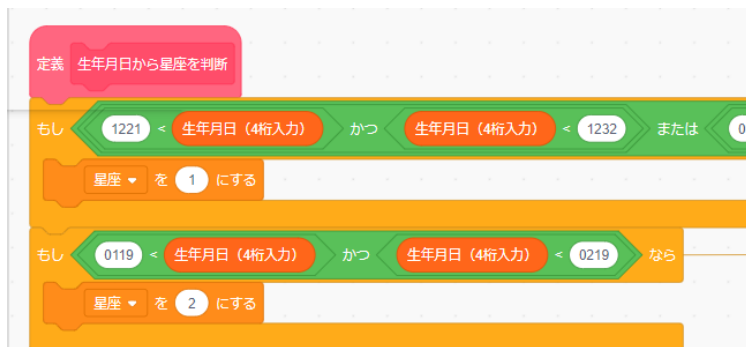 定義 生年月日から星座を判断
もし 1221 < 生年月日（4桁入力） かつ 生年月日（4桁入力） < 1232 または 0
星座 を 1 にする
もし 0119 < 生年月日（4桁入力） かつ 生年月日（4桁入力） < 0219 なら
星座 を 2 にする